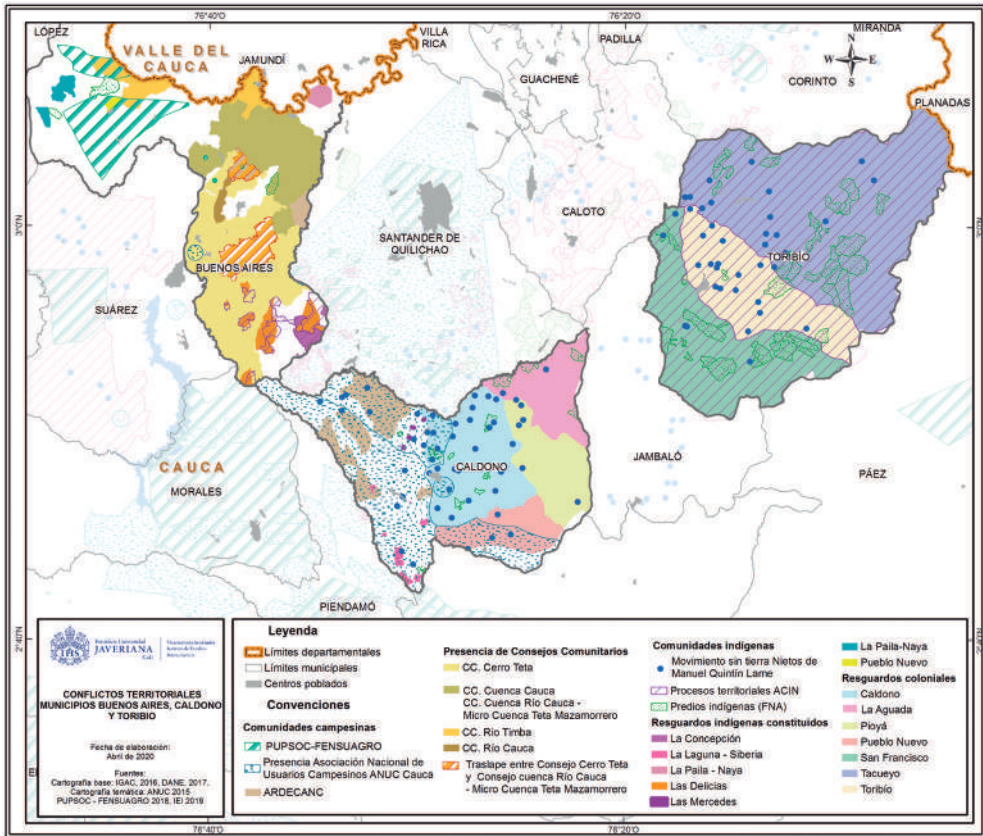 76°40'O
76°20'O
LÓPEZ
VALLE DEL
CAUCA
JAMUNDÍ
VILLA
RICA
PADILLA
MIRANDA
GUACHENÉ
CORINTO
N
W E
S
PLANADAS
3°0'N
SANTANDER DE
QUILICHAO
CALOTO
TORIBÍO
BUENOS AIRES
SUÁREZ
CAUCA
MORALES
CALDONO
JAMBALÓ
PÁEZ
PIENDAMÓ
2°40'N
Pontificia Universidad
JAVERIANA
Cali
CONFLICTOS TERRITORIALES
MUNICIPIOS BUENOS AIRES, CALDONO
Y TORIBIO
Fecha de elaboración:
Abril de 2020
Fuentes:
Cartografía base: IGAC, 2016, DANE, 2017,
Cartografía temática: ANUC 2015
PUPSOC - FENSUAGRO 2018, IEI 2019
Leyenda
Límites departamentales
Límites municipales
Centros poblados
Convenciones
Comunidades campesinas
PUPSOC-FENSUAGRO
Presencia Asociación Nacional de
Usuarios Campesinos ANUC Cauca
ARDECANC
Presencia de Consejos Comunitarios
CC. Cerro Teta
CC. Cuenca Cauca
CC. Cuenca Río Cauca -
Micro Cuenca Teta Mazamorrero
CC. Río Timba
CC. Río Cauca
Traslape entre Consejo Cerro Teta
y Consejo cuenca Río Cauca
- Micro Cuenca Teta Mazamorrero
Comunidades indígenas
Movimiento sin tierra Nietos de
Manuel Quintín Lame
Procesos territoriales ACIN
Predios indígenas (FNA)
Resguardos indígenas constituidos
La Concepción
La Laguna - Siberia
La Paila - Naya
Las Delicias
Las Mercedes
La Paila-Naya
Pueblo Nuevo
Resguardos coloniales
Caldono
La Aguada
Pioyá
Pueblo Nuevo
San Francisco
Tacueyo
Toribío
76°40'O
76°20'O